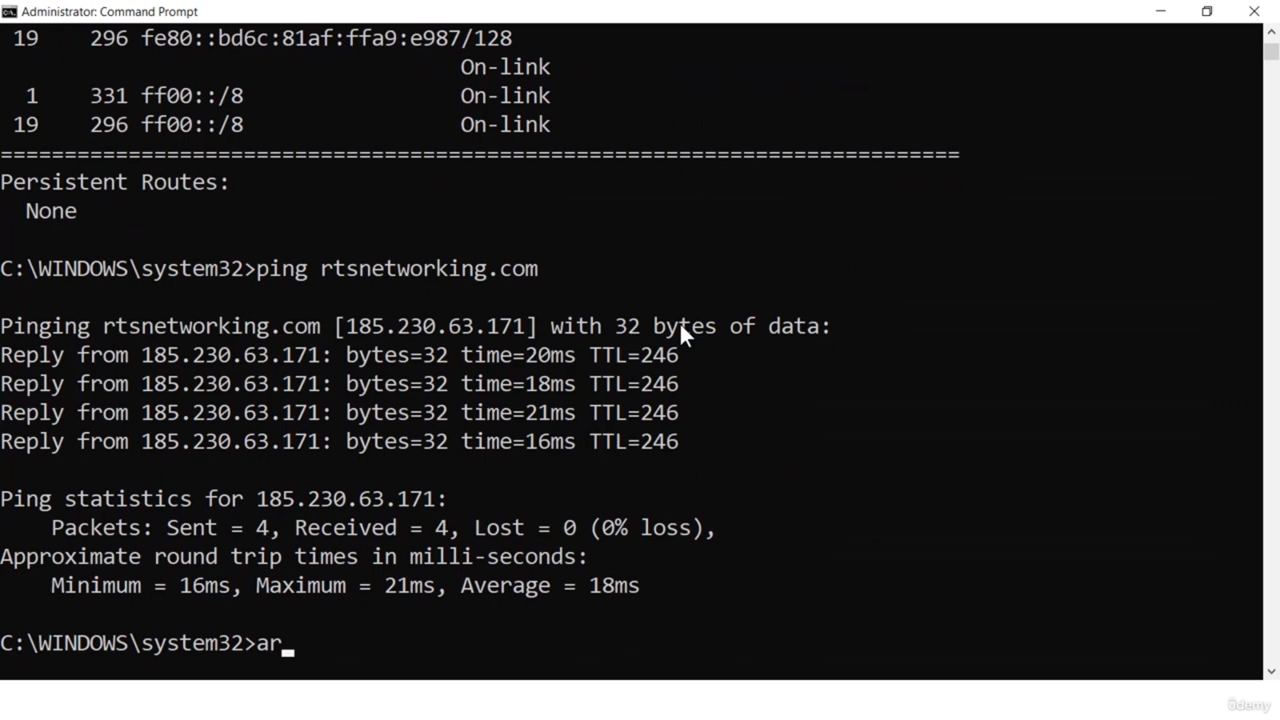 Administrator: Command Prompt
19 296 fe80::bd6c:81af:ffa9:e987/128
On-link
1 331 ff00::/8 On-link
19 296 ff00::/8 On-link
===========================================================================
Persistent Routes:
None
C:\WINDOWS\system32>ping rtsnetworking.com
Pinging rtsnetworking.com [185.230.63.171] with 32 bytes of data:
Reply from 185.230.63.171: bytes=32 time=20ms TTL=246
Reply from 185.230.63.171: bytes=32 time=18ms TTL=246
Reply from 185.230.63.171: bytes=32 time=21ms TTL=246
Reply from 185.230.63.171: bytes=32 time=16ms TTL=246
Ping statistics for 185.230.63.171:
Packets: Sent = 4, Received = 4, Lost = 0 (0% loss),
Approximate round trip times in milli-seconds:
Minimum = 16ms, Maximum = 21ms, Average = 18ms
C:\WINDOWS\system32>ar_
ûdemy